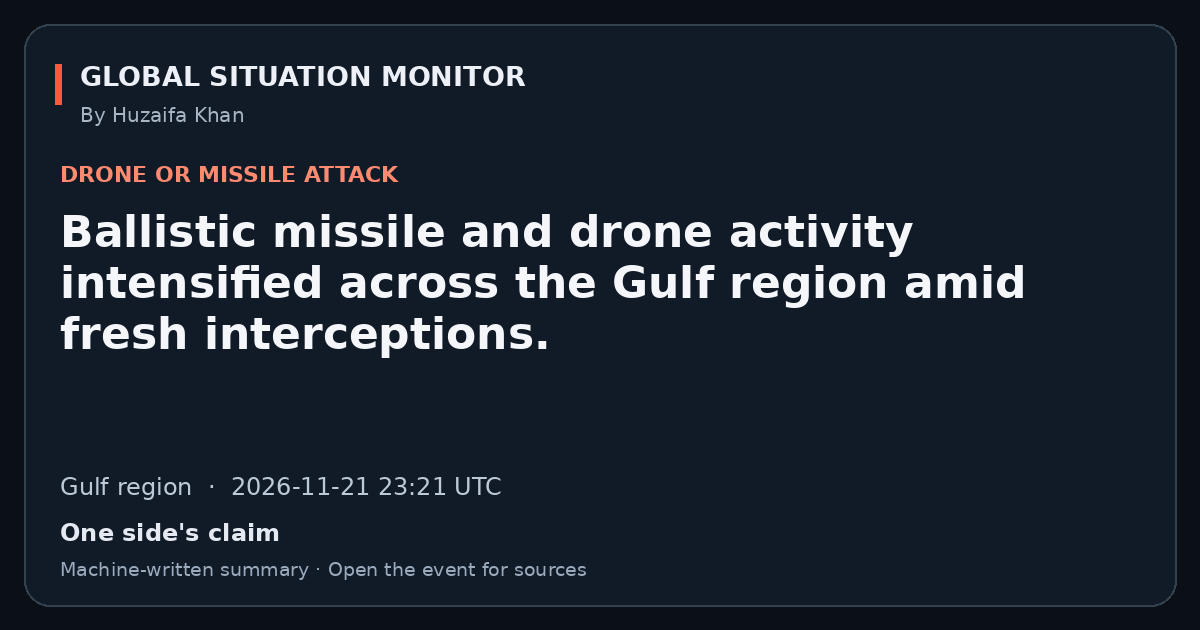 GLOBAL SITUATION MONITOR
By Huzaifa Khan
DRONE OR MISSILE ATTACK
Ballistic missile and drone activity
intensified across the Gulf region amid
fresh interceptions.
Gulf region · 2026-11-21 23:21 UTC
One side's claim
Machine-written summary · Open the event for sources